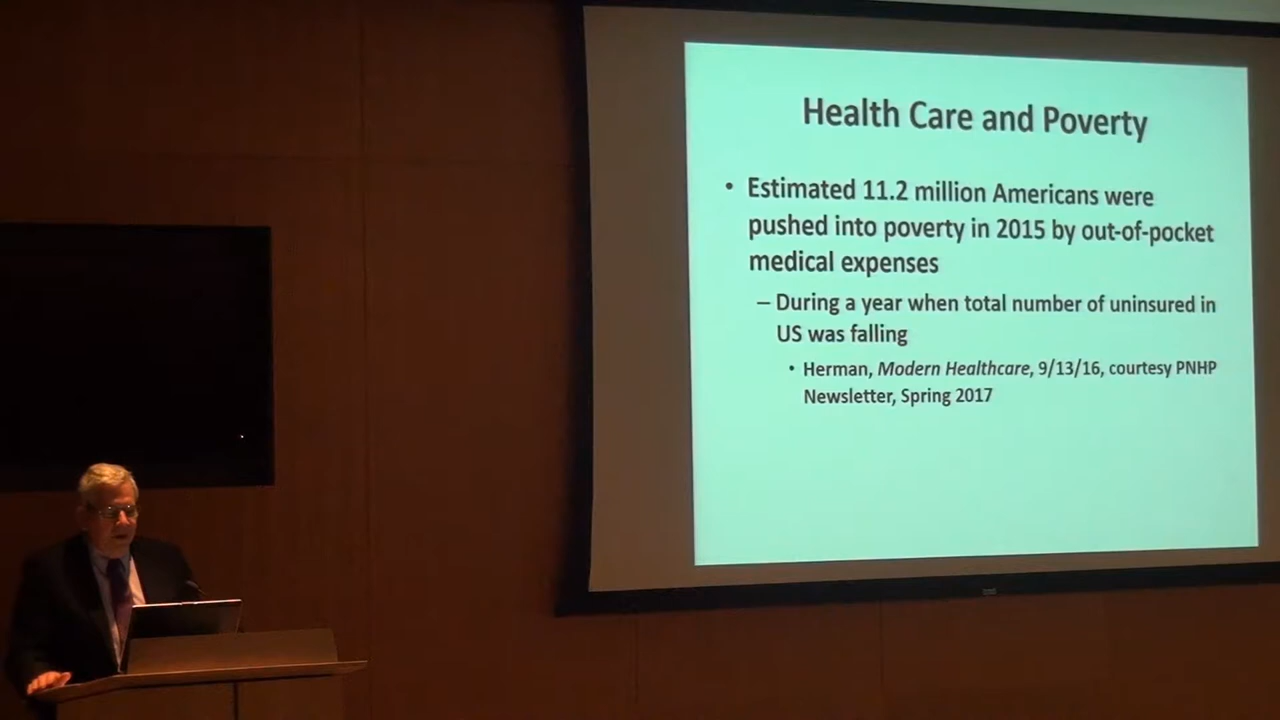 Health Care and Poverty
• Estimated 11.2 million Americans were
pushed into poverty in 2015 by out-of-pocket
medical expenses
– During a year when total number of uninsured in
US was falling
• Herman, Modern Healthcare, 9/13/16, courtesy PNHP
Newsletter, Spring 2017